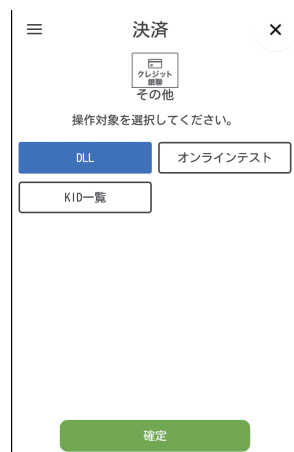 決済
クレジット
銀聯
その他
操作対象を選択してください。
DLL
オンラインテスト
KID一覧
確定